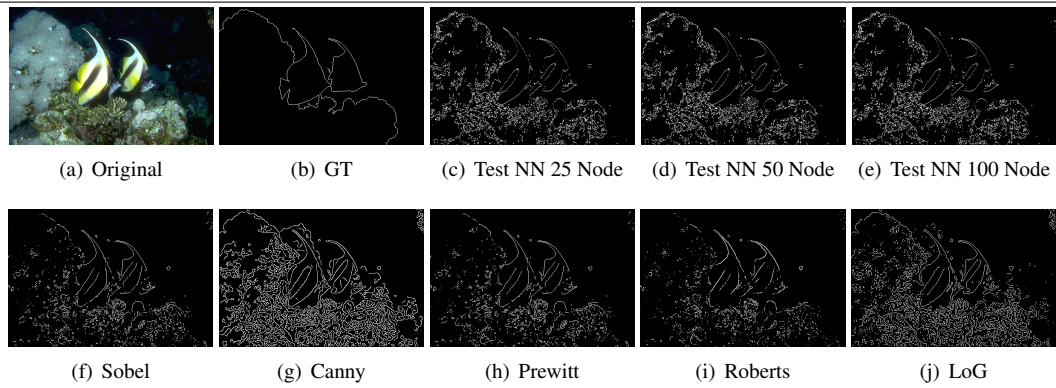 (a) Original
(b) GT
(c) Test NN 25 Node
(d) Test NN 50 Node
(e) Test NN 100 Node
(f) Sobel
(g) Canny
(h) Prewitt
(i) Roberts
(j) LoG